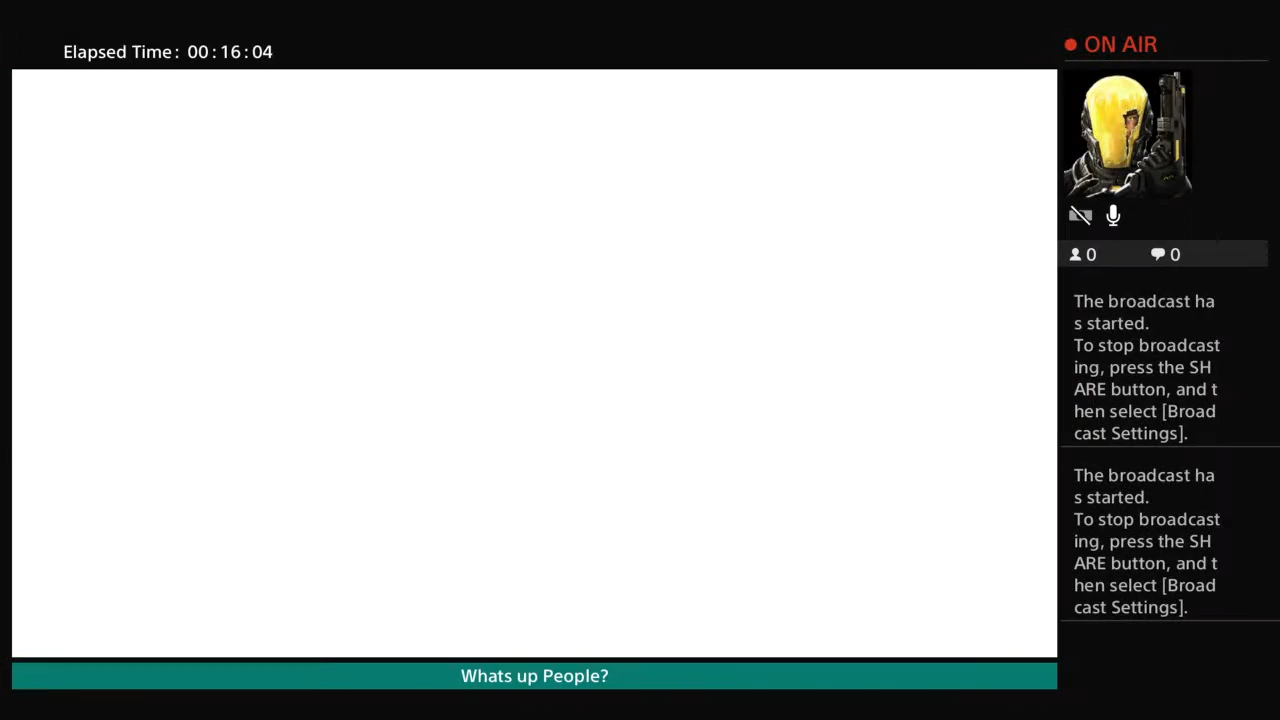 Elapsed Time: 00:16:04
ON AIR
0 0
The broadcast ha
s started.
To stop broadcast
ing, press the SH
ARE button, and t
hen select [Broad
cast Settings].
The broadcast ha
s started.
To stop broadcast
ing, press the SH
ARE button, and t
hen select [Broad
cast Settings].
Whats up People?